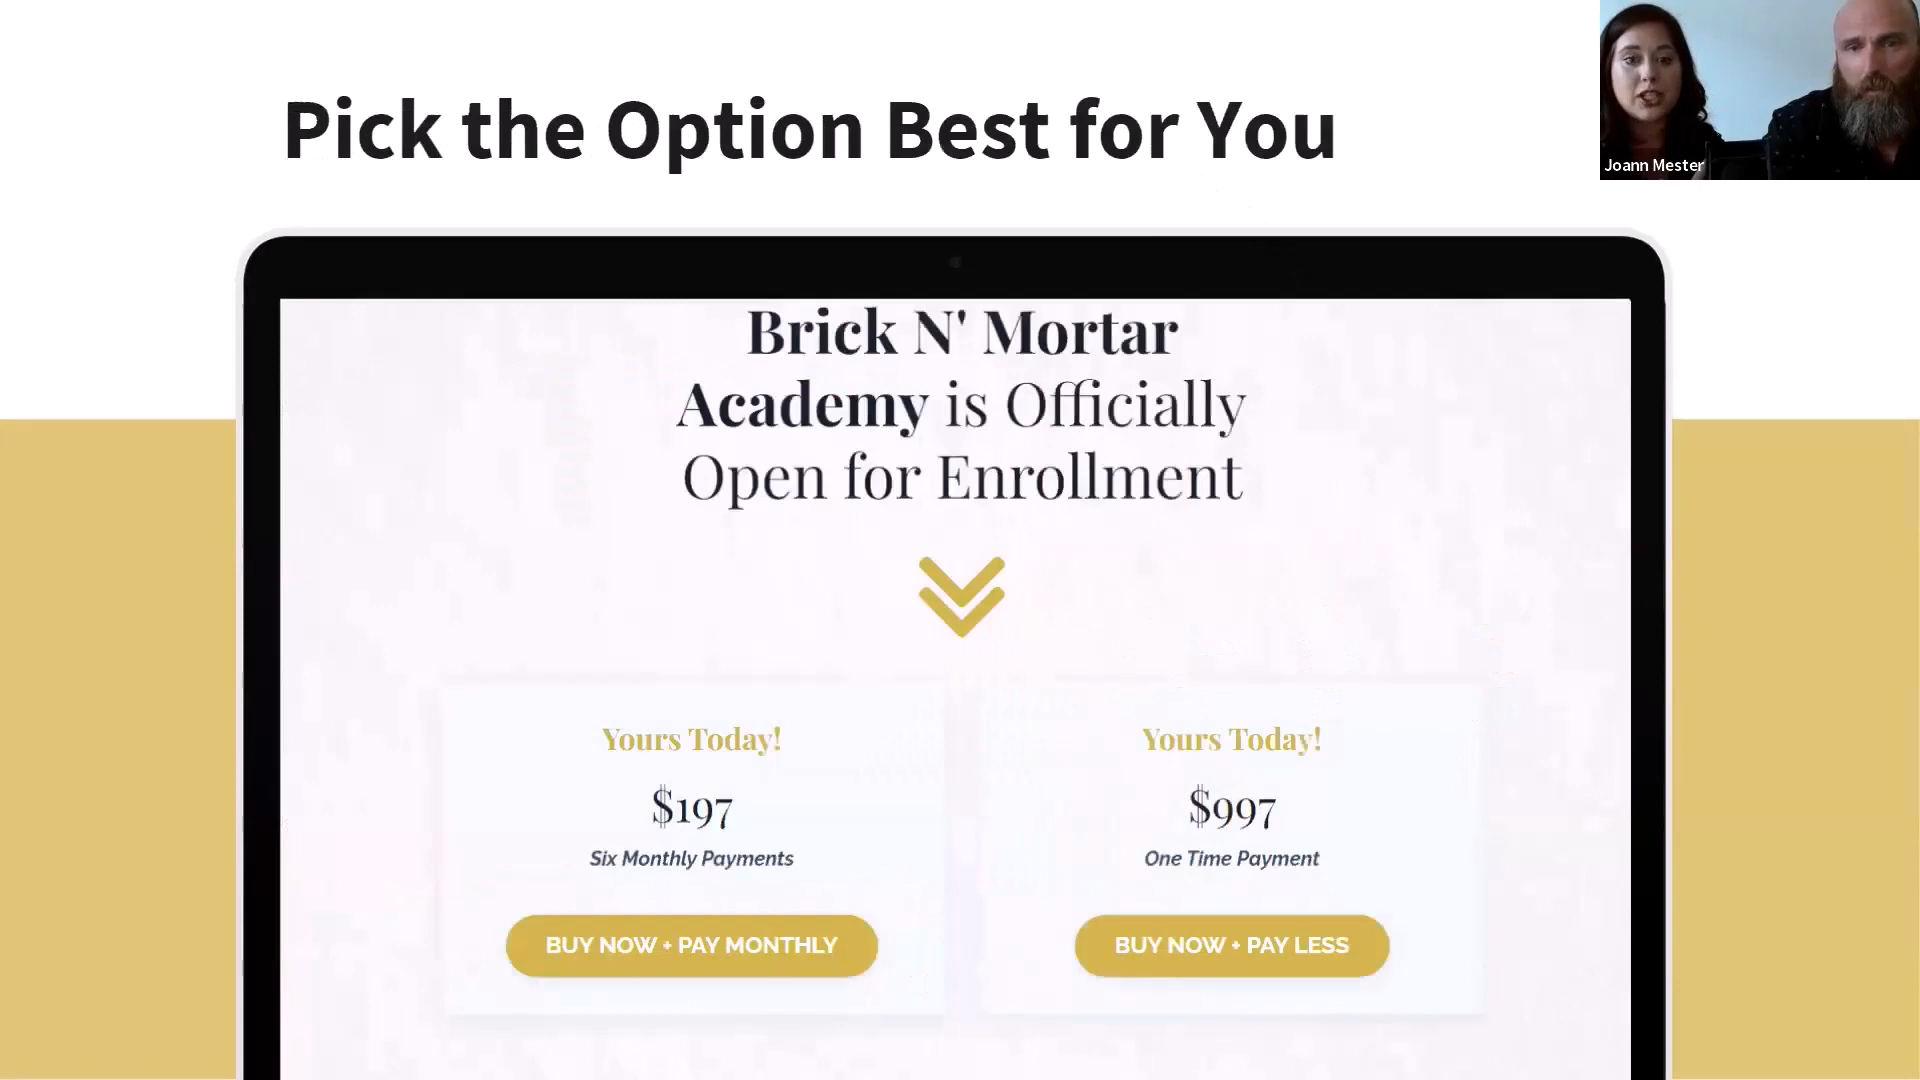 Pick the Option Best for You
Joann Mester
Brick N' Mortar
Academy is Officially
Open for Enrollment
Yours Today!
$197
Six Monthly Payments
BUY NOW + PAY MONTHLY
Yours Today!
$997
One Time Payment
BUY NOW + PAY LESS